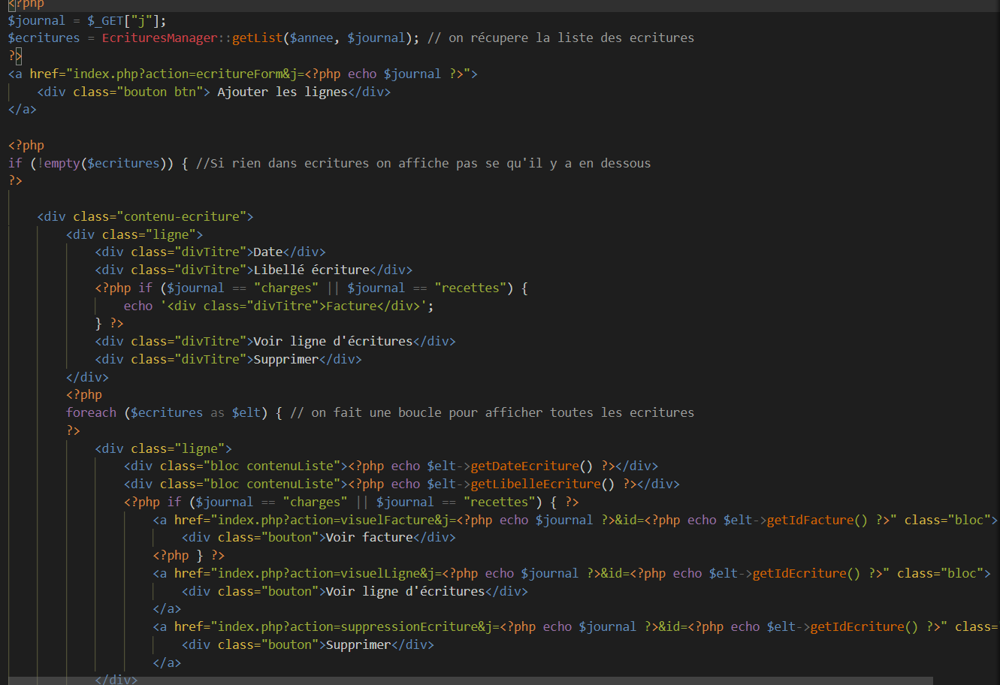 <?php
$journal = $_GET["j"];
$ecritures = EcrituresManager::getList($annee, $journal); // on récupere la liste des ecritures
?>
<a href="index.php?action=ecritureForm&j=<?php echo $journal ?>">
<div class="bouton btn"> Ajouter les lignes</div>
</a>
<?php
if (!empty($ecritures)) { //Si rien dans ecritures on affiche pas se qu'il y a en dessous
?>
<div class="contenu-ecriture">
<div class="ligne">
<div class="divTitre">Date</div>
<div class="divTitre">Libellé écriture</div>
<?php if ($journal == "charges" || $journal == "recettes") {
echo '<div class="divTitre">Facture</div>';
} ?>
<div class="divTitre">Voir ligne d'écritures</div>
<div class="divTitre">Supprimer</div>
</div>
<?php
foreach ($ecritures as $elt) { // on fait une boucle pour afficher toutes les ecritures
?>
<div class="ligne">
<div class="bloc contenuListe"><?php echo $elt->getDateEcriture() ?></div>
<div class="bloc contenuListe"><?php echo $elt->getLibelleEcriture() ?></div>
<?php if ($journal == "charges" || $journal == "recettes") { ?>
<a href="index.php?action=visuelFacture&j=<?php echo $journal ?>&id=<?php echo $elt->getIdFacture() ?>" class="bloc">
<div class="bouton">Voir facture</div>
<?php } ?>
<a href="index.php?action=visuelLigne&j=<?php echo $journal ?>&id=<?php echo $elt->getIdEcriture() ?>" class="bloc">
<div class="bouton">Voir ligne d'écritures</div>
</a>
<a href="index.php?action=suppressionEcriture&j=<?php echo $journal ?>&id=<?php echo $elt->getIdEcriture() ?>" class=
<div class="bouton">Supprimer</div>
</a>
</div>